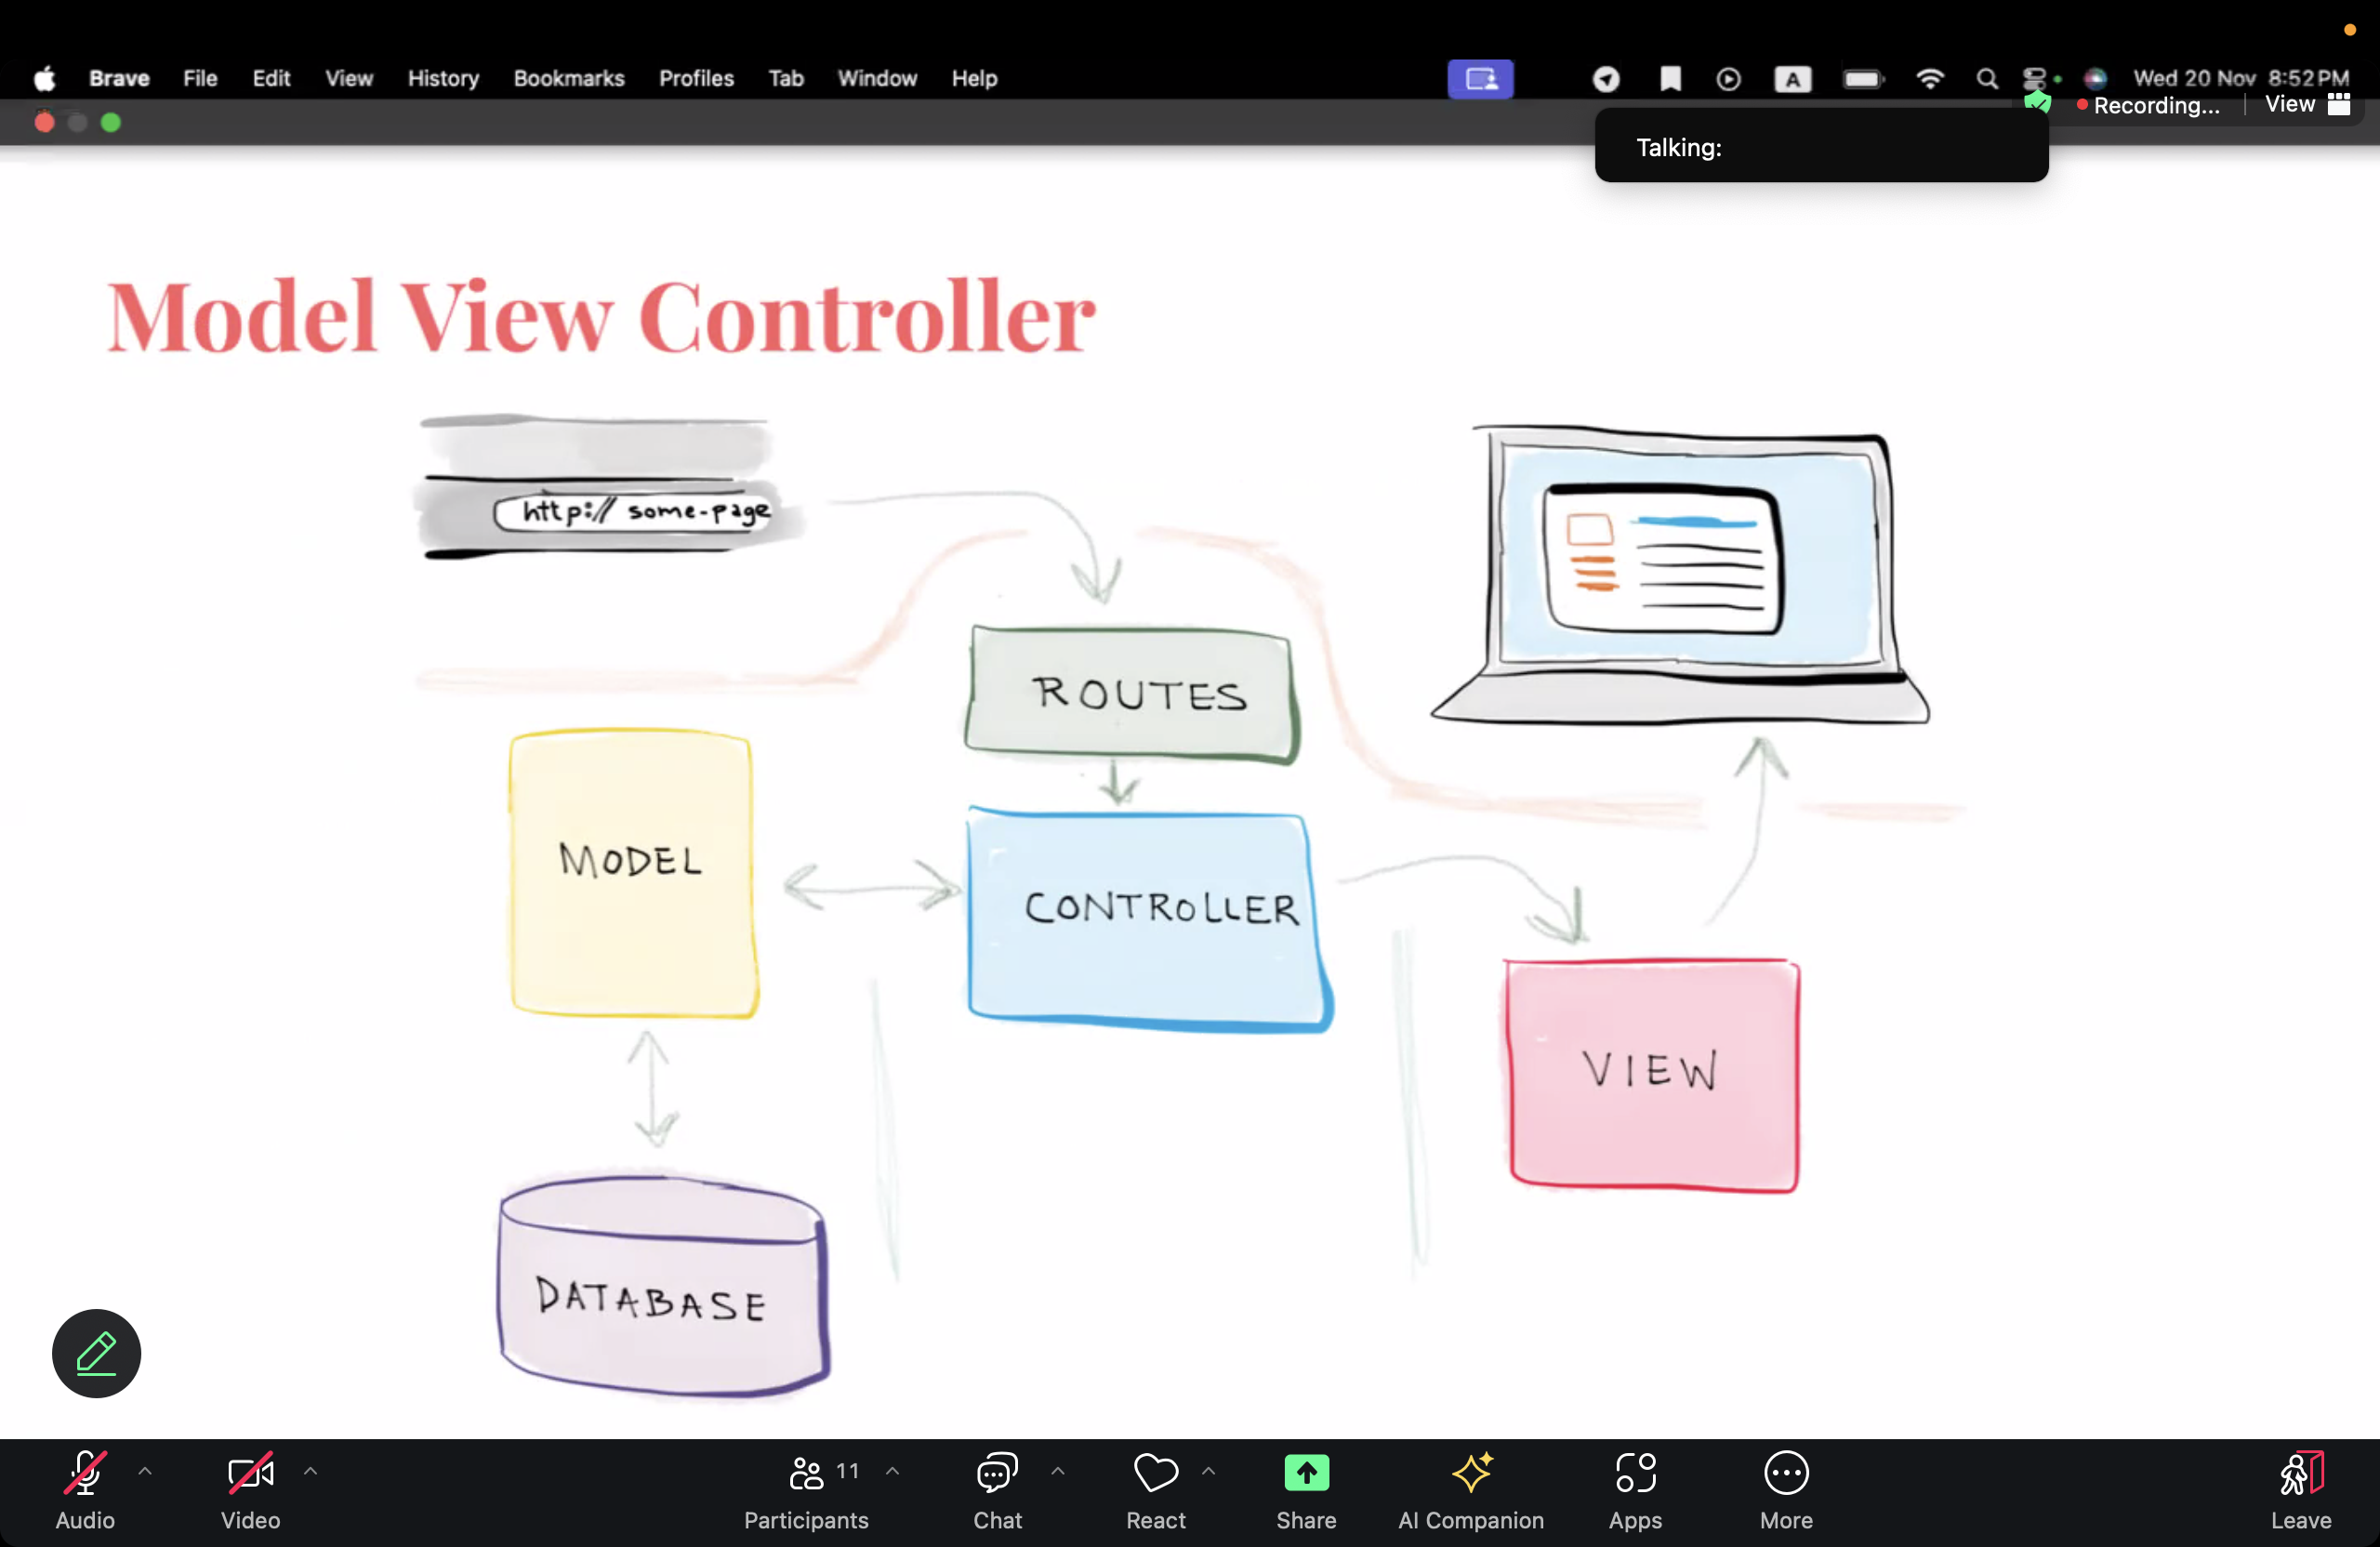 Brave File Edit View History Bookmarks Profiles Tab Window Help A Wed 20 Nov 8:52 PM
Recording... View
Talking:
Model View Controller
http:// some-page
ROUTES
MODEL
CONTROLLER
VIEW
DATABASE
11
Audio Video Participants Chat React Share AI Companion Apps More Leave